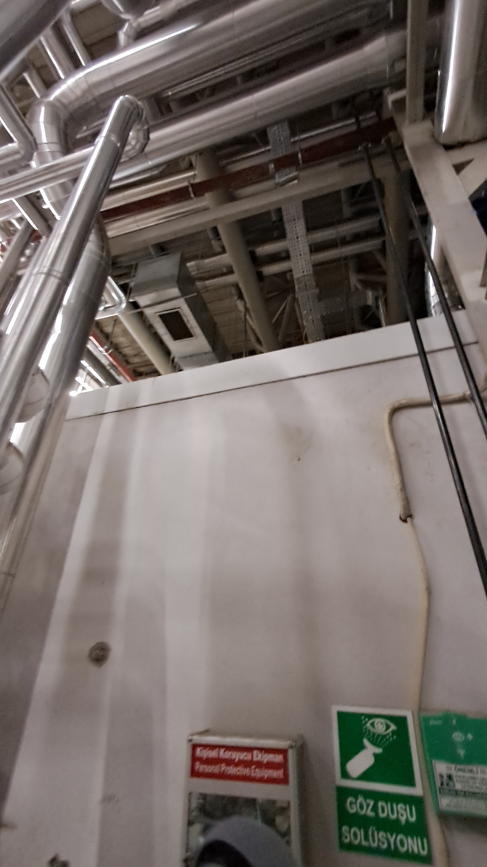 Kişisel Koruyucu Ekipman
Personal Protective Equipment
GÖZ DUŞU
SOLÜSYONU